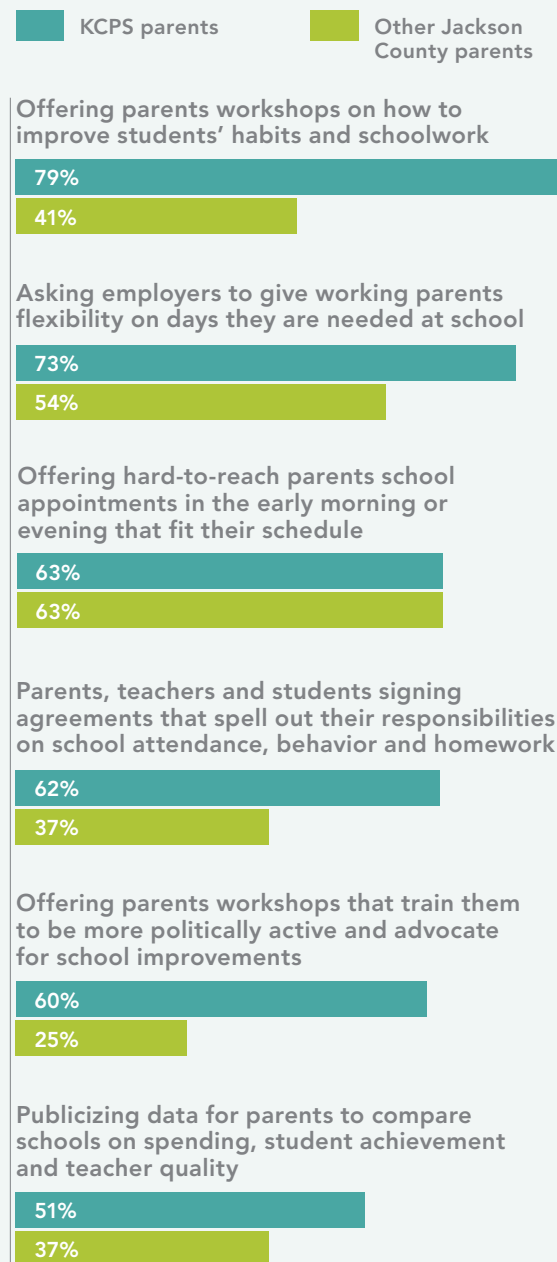 KCPS parents
Other Jackson
County parents
Offering parents workshops on how to
improve students’ habits and schoolwork
79%
41%
Asking employers to give working parents
flexibility on days they are needed at school
73%
54%
Offering hard-to-reach parents school
appointments in the early morning or
evening that fit their schedule
63%
63%
Parents, teachers and students signing
agreements that spell out their responsibilities
on school attendance, behavior and homework
62%
37%
Offering parents workshops that train them
to be more politically active and advocate
for school improvements
60%
25%
Publicizing data for parents to compare
schools on spending, student achievement
and teacher quality
51%
37%